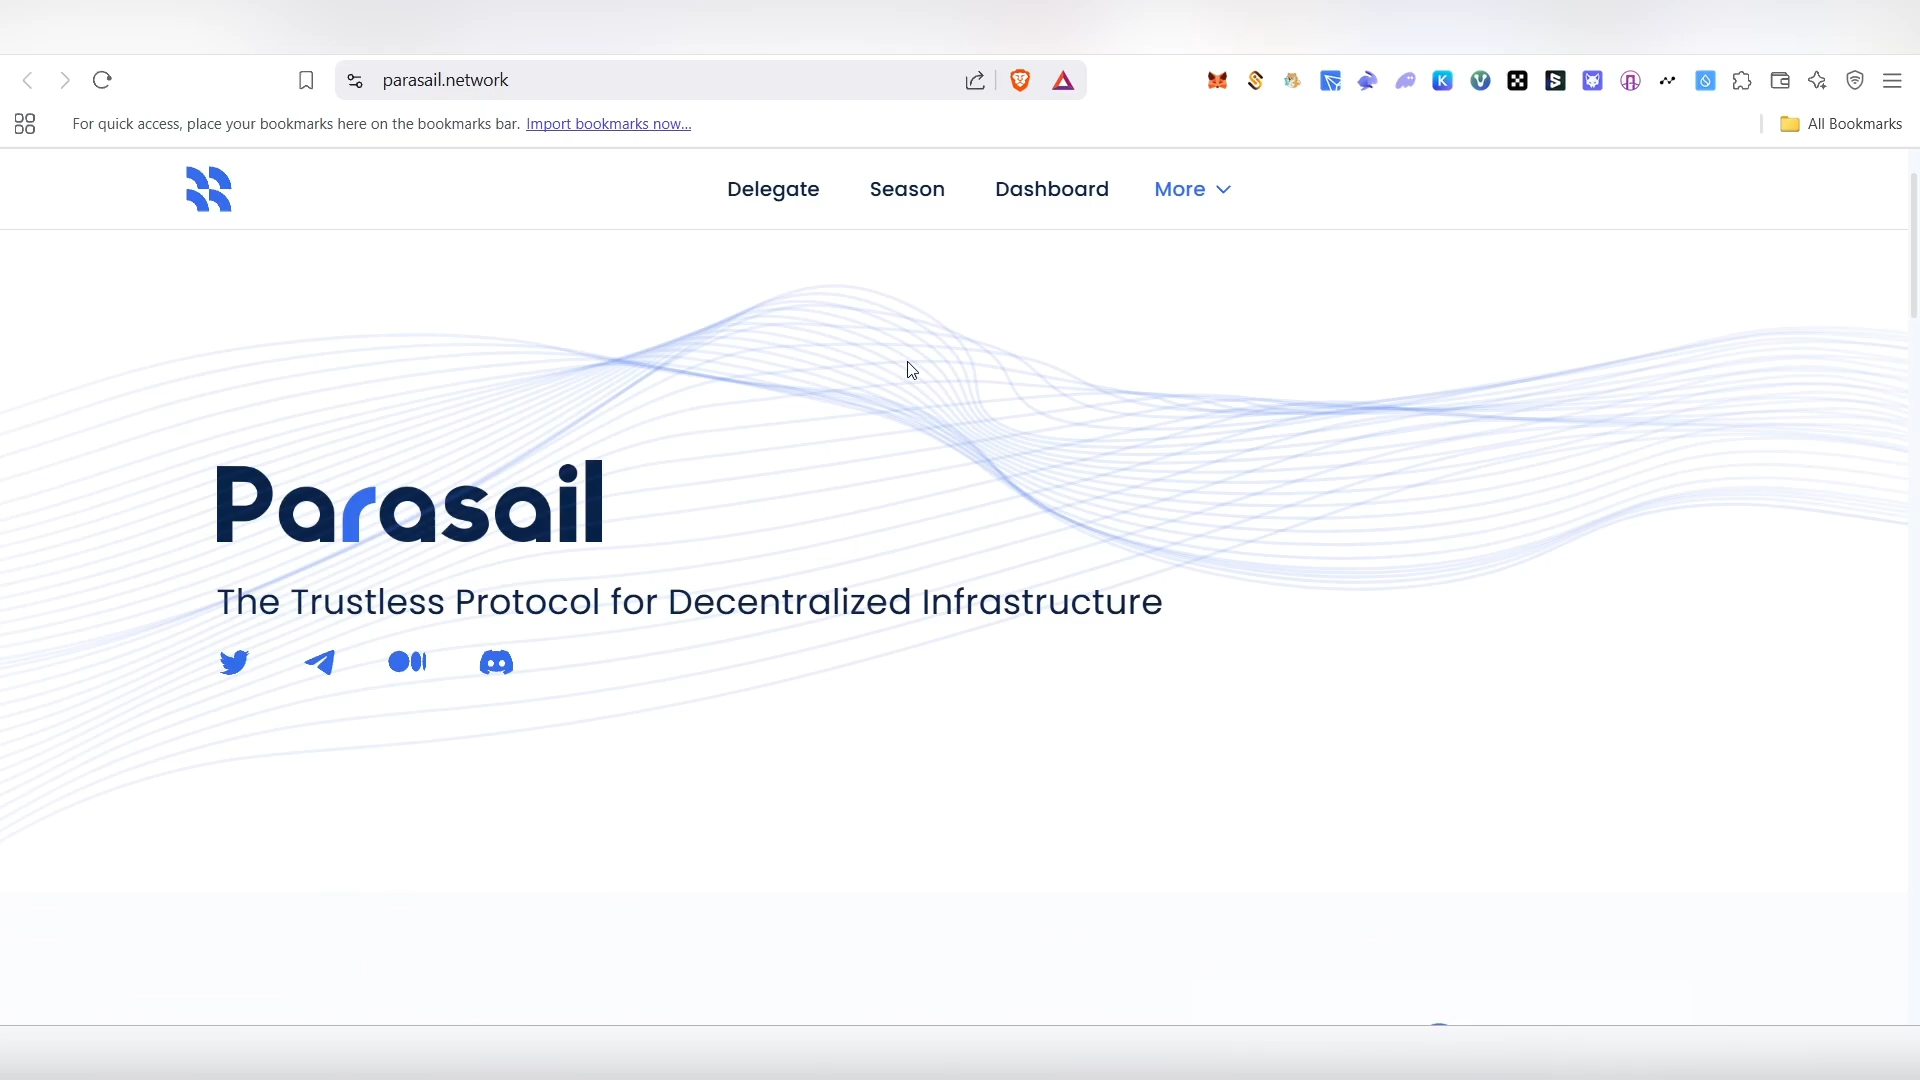 parasail.network
For quick access, place your bookmarks here on the bookmarks bar. Import bookmarks now...
All Bookmarks
Delegate
Season
Dashboard
More
Parasail
The Trustless Protocol for Decentralized Infrastructure